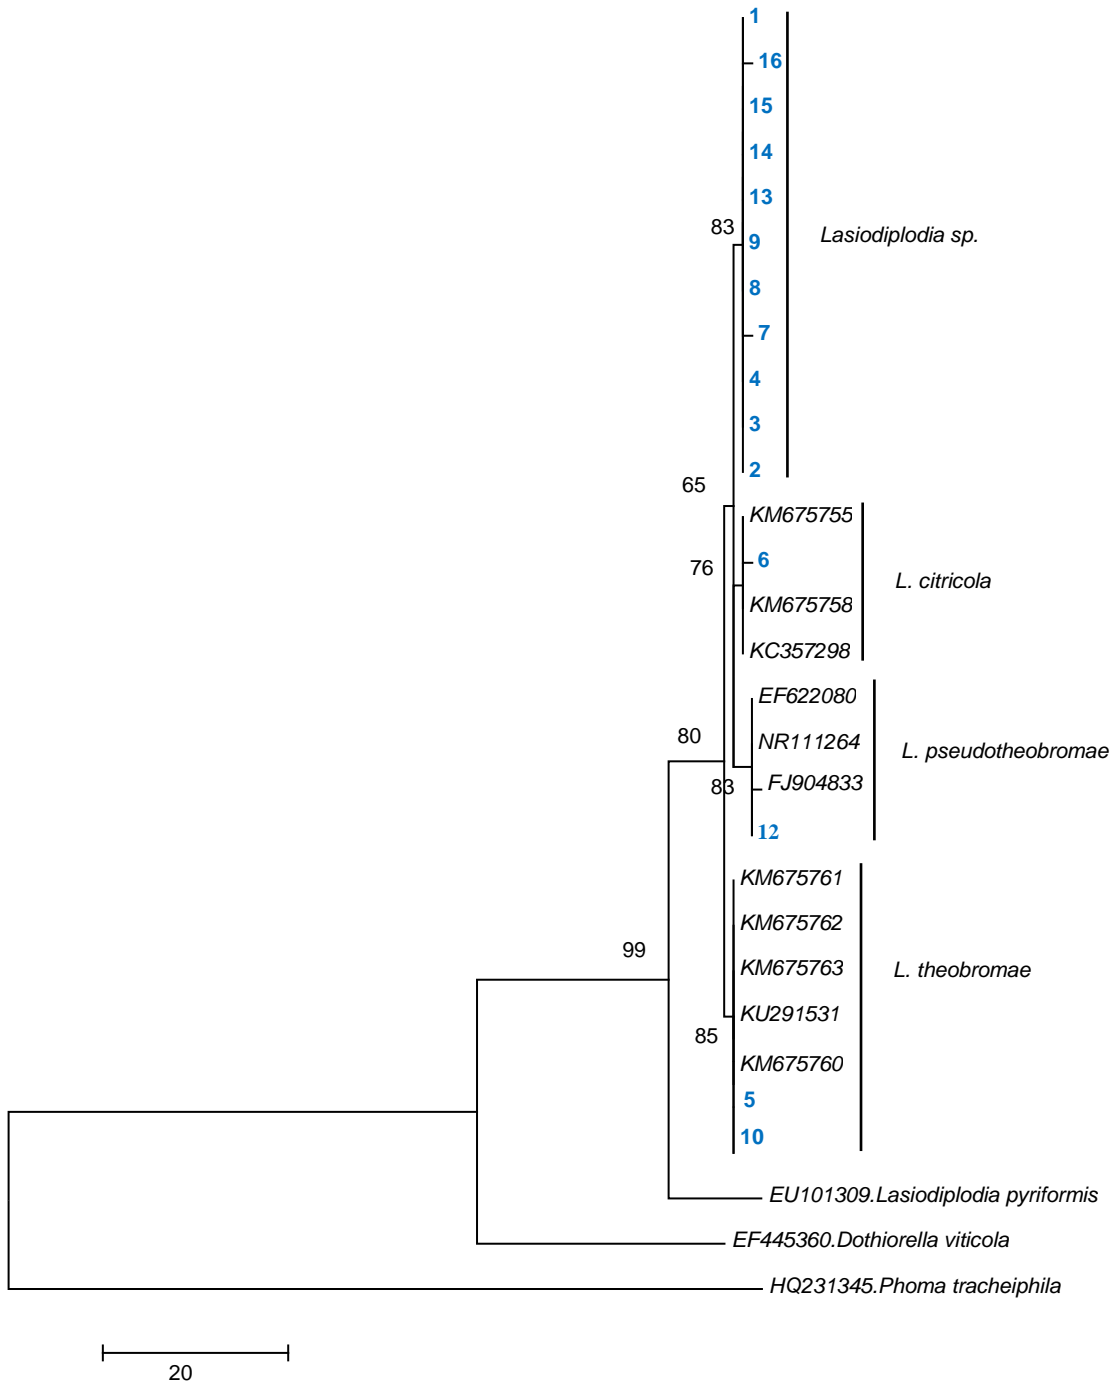 1
16
15
14
13
83
9
Lasiodiplodia sp.
8
7
4
3
2
65
KM675755
6
76
L. citricola
KM675758
KC357298
EF622080
NR111264
80
L. pseudotheobromae
FJ904833
83
12
KM675761
KM675762
99
KM675763
L. theobromae
KU291531
85
KM675760
5
10
EU101309.Lasiodiplodia pyriformis
EF445360.Dothiorella viticola
HQ231345.Phoma tracheiphila
20